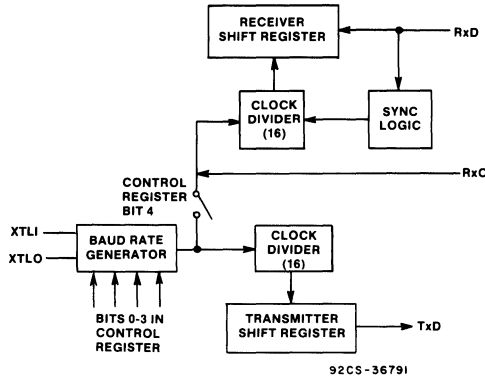 RECEIVER
SHIFT REGISTER
RxD
CLOCK
DIVIDER
(16)
SYNC
LOGIC
RxC
CONTROL
REGISTER
BIT 4
XTLI
XTLO
BAUD RATE
GENERATOR
CLOCK
DIVIDER
(16)
BITS 0-3 IN
CONTROL
REGISTER
TRANSMITTER
SHIFT REGISTER
TxD
92CS-36791